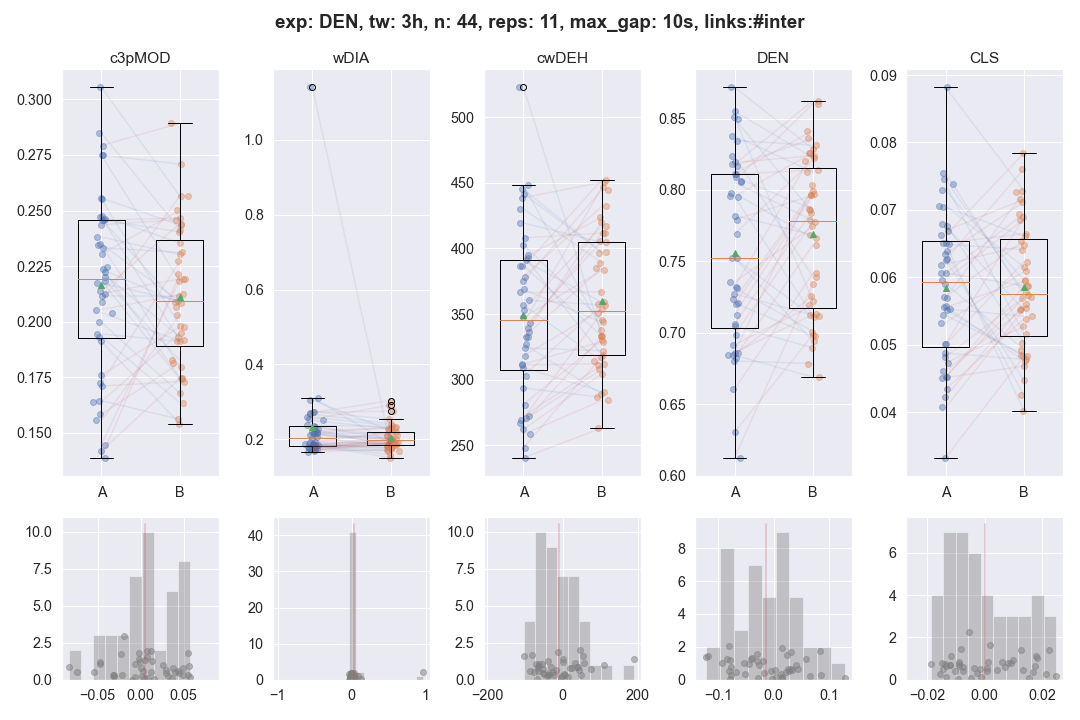 exp: DEN, tw: 3h, n: 44, reps: 11, max_gap: 10s, links:#inter
c3pMOD wDIA cwDEH DEN CLS
0.300 0.275 0.250 0.225 0.200 0.175 0.150
A B
1.0 0.8 0.6 0.4 0.2
A B
500 450 400 350 300 250
A B
0.85 0.80 0.75 0.70 0.65 0.60
A B
0.09 0.08 0.07 0.06 0.05 0.04
A B
10.0 7.5 5.0 2.5 0.0
−0.05 0.00 0.05
40 30 20 10 0
−1 0 1
10.0 7.5 5.0 2.5 0.0
−200 0 200
8 6 4 2 0
−0.1 0.0 0.1
6 4 2 0
−0.02 0.00 0.02